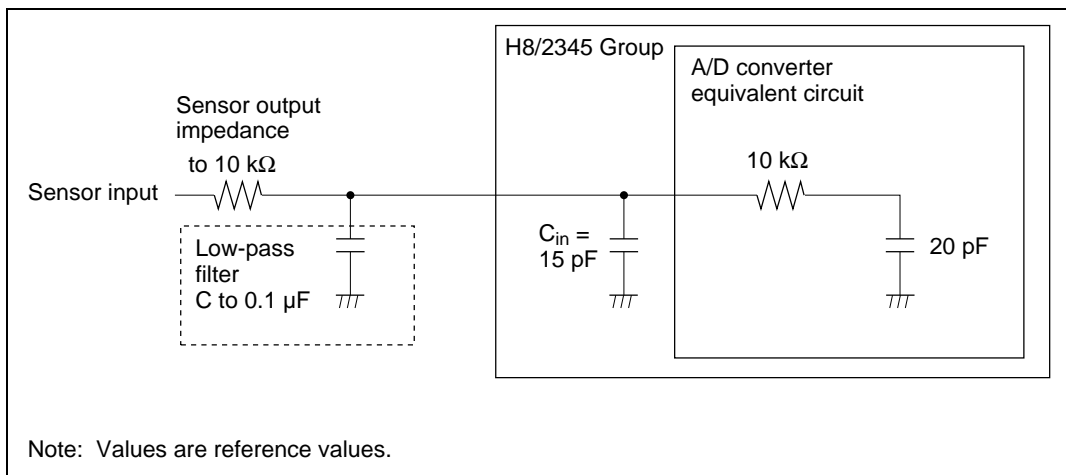 H8/2345 Group
A/D converter
equivalent circuit
Sensor output
impedance
to 10 kΩ
10 kΩ
Sensor input
Low-pass
filter
C to 0.1 μF
Cin =
15 pF
20 pF
Note: Values are reference values.